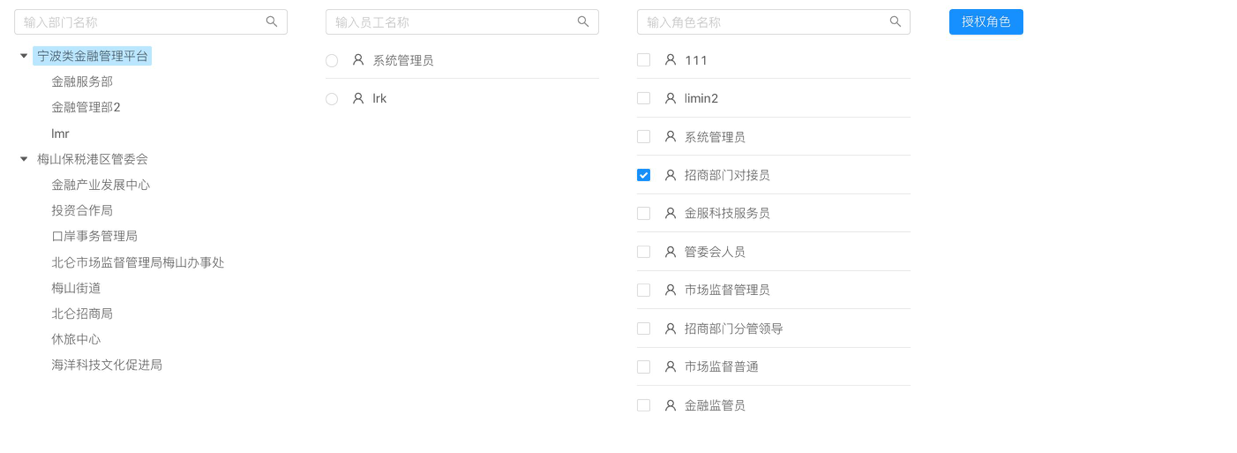 输入部门名称
宁波类金融管理平台
金融服务部
金融管理部2
lmr
梅山保税港区管委会
金融产业发展中心
投资合作局
口岸事务管理局
北仑市场监督管理局梅山办事处
梅山街道
北仑招商局
休旅中心
海洋科技文化促进局
输入员工名称
系统管理员
lrk
输入角色名称
111
limin2
系统管理员
招商部门对接员
金服科技服务员
管委会人员
市场监督管理员
招商部门分管领导
市场监督普通
金融监管员
授权角色